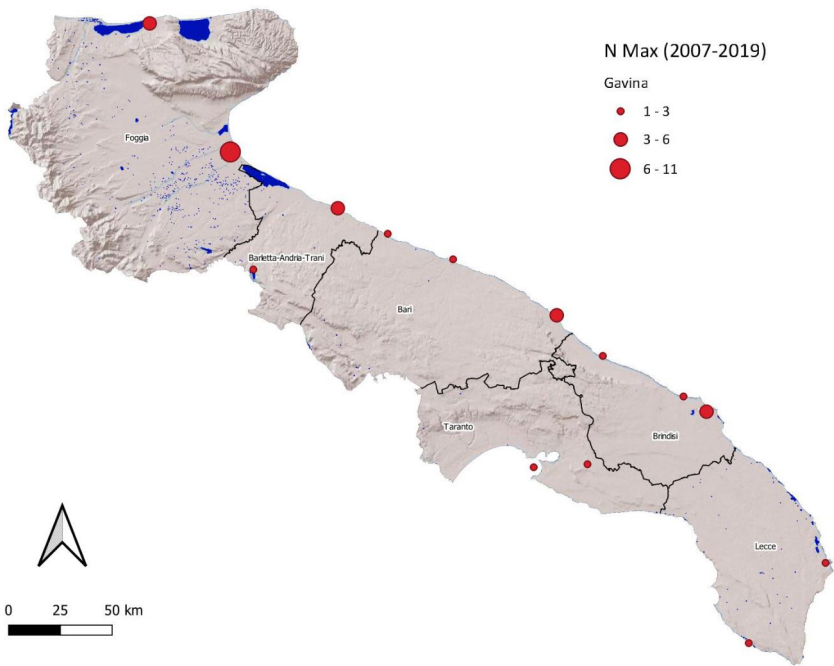 N Max (2007-2019)
Gavina
1 - 3
3 - 6
6 - 11
Foggia
Barletta-Andria-Trani
Bari
Taranto
Brindisi
Lecce
0 25 50 km